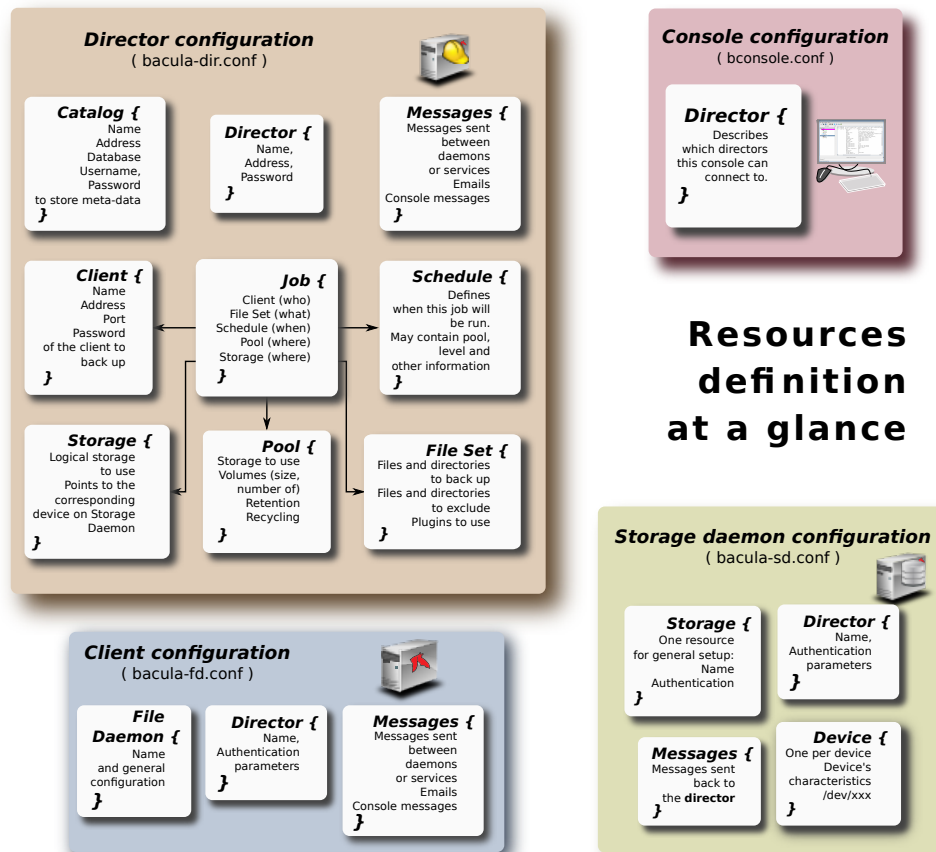 Director configuration
( bacula-dir.conf )
Catalog {
Name
Address
Database
Username,
Password
to store meta-data
}
Director {
Name,
Address,
Password
}
Messages {
Messages sent
between
daemons
or services
Emails
Console messages
}
Client {
Name
Address
Port
Password
of the client to
back up
}
Job {
Client (who)
File Set (what)
Schedule (when)
Pool (where)
Storage (where)
}
Schedule {
Defines
when this job will
be run.
May contain pool,
level and
other information
}
Storage {
Logical storage
to use
Points to the
corresponding
device on Storage
Daemon
}
Pool {
Storage to use
Volumes (size,
number of)
Retention
Recycling
}
File Set {
Files and directories
to back up
Files and directories
to exclude
Plugins to use
}
Console configuration
( bconsole.conf )
Director {
Describes
which directors
this console can
connect to.
}
Resources
definition
at a glance
Client configuration
( bacula-fd.conf )
File
Daemon {
Name
and general
configuration
}
Director {
Name,
Authentication
parameters
}
Messages {
Messages sent
between
daemons
or services
Emails
Console messages
}
Storage daemon configuration
( bacula-sd.conf )
Storage {
One resource
for general setup:
Name
Authentication
}
Director {
Name,
Authentication
parameters
}
Messages {
Messages sent
back to
the director
}
Device {
One per device
Device's
characteristics
/dev/xxx
}